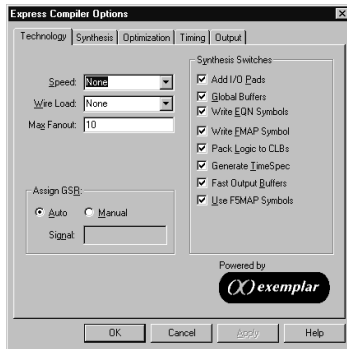 Express Compiler Options
Technology Synthesis Optimization Timing Output
Speed: None
Wire Load: None
Max Fanout: 10
Assign GSR:
Auto Manual
Signal:
Synthesis Switches
Add I/O Pads
Global Buffers
Write EQN Symbols
Write FMAP Symbol
Pack Logic to CLBs
Generate TimeSpec
Fast Output Buffers
Use F5MAP Symbols
Powered by
exemplar
OK Cancel Apply Help